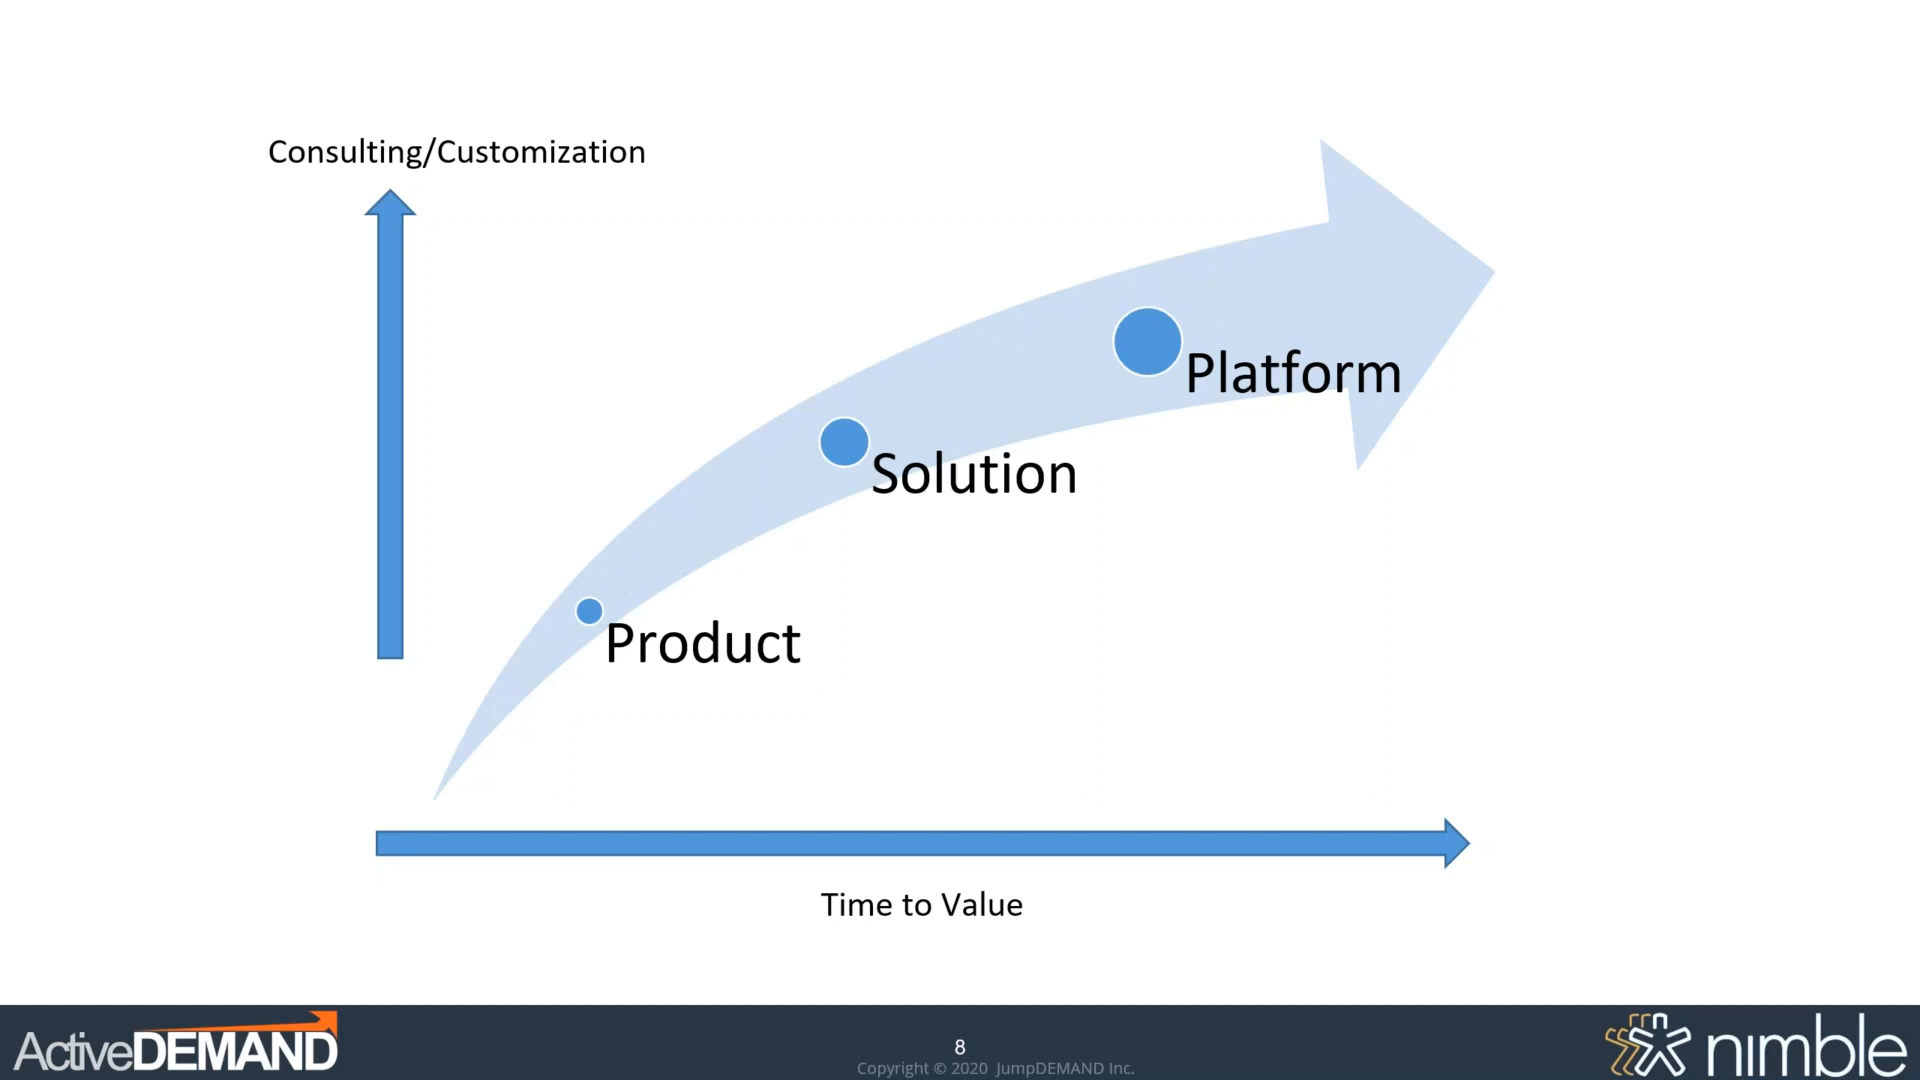 Consulting/Customization
Platform
Solution
Product
Time to Value
ActiveDEMAND
8
Copyright © 2020 JumpDEMAND Inc.
nimble